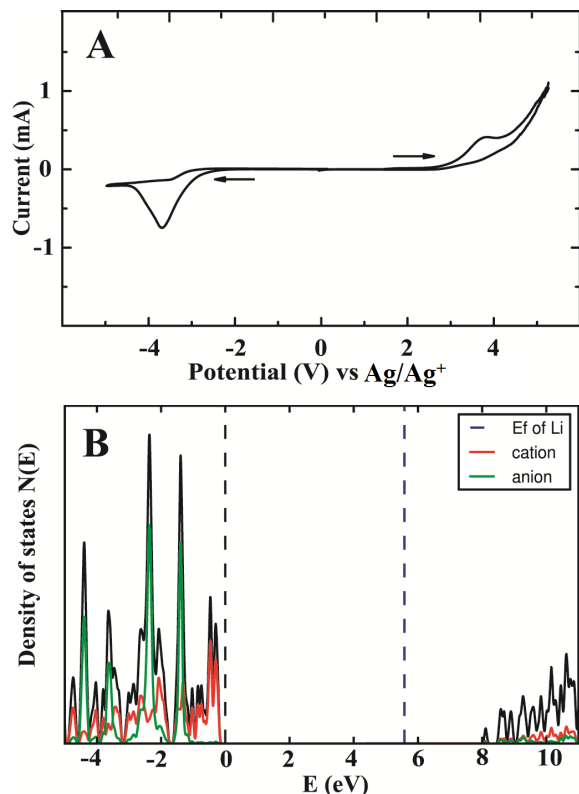 A
Current (mA)
1
0
-1
-4 -2 0 2 4
Potential (V) vs Ag/Ag⁺
B
Ef of Li
cation
anion
Density of states N(E)
-4 -2 0 2 4 6 8 10
E (eV)